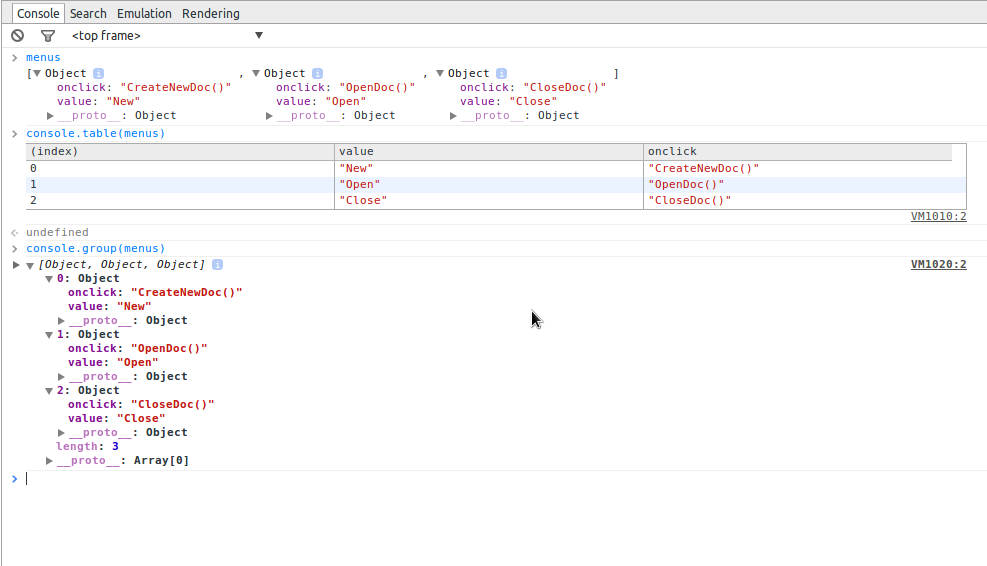 Console Search Emulation Rendering
<top frame>
menus
[Object , Object , Object ]
onclick: "CreateNewDoc()" onclick: "OpenDoc()" onclick: "CloseDoc()"
value: "New" value: "Open" value: "Close"
__proto__: Object __proto__: Object __proto__: Object
console.table(menus)
(index) value onclick
0 "New" "CreateNewDoc()"
1 "Open" "OpenDoc()"
2 "Close" "CloseDoc()"
VM1010:2
undefined
console.group(menus)
[Object, Object, Object] VM1020:2
0: Object
onclick: "CreateNewDoc()"
value: "New"
__proto__: Object
1: Object
onclick: "OpenDoc()"
value: "Open"
__proto__: Object
2: Object
onclick: "CloseDoc()"
value: "Close"
__proto__: Object
length: 3
__proto__: Array[0]